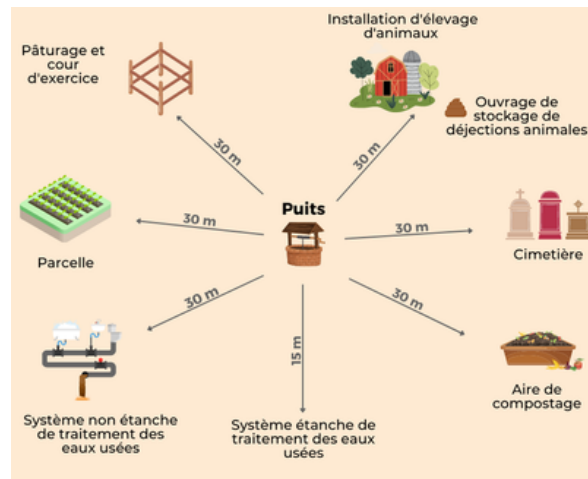 Installation d'élevage
d'animaux
Pâturage et
cour
d'exercice
Ouvrage de
stockage de
déjections animales
30 m
30 m
Puits
30 m
30 m
Parcelle
Cimetière
30 m
15 m
30 m
Système non étanche
de traitement des
eaux usées
Système étanche de
traitement des eaux
usées
Aire de
compostage